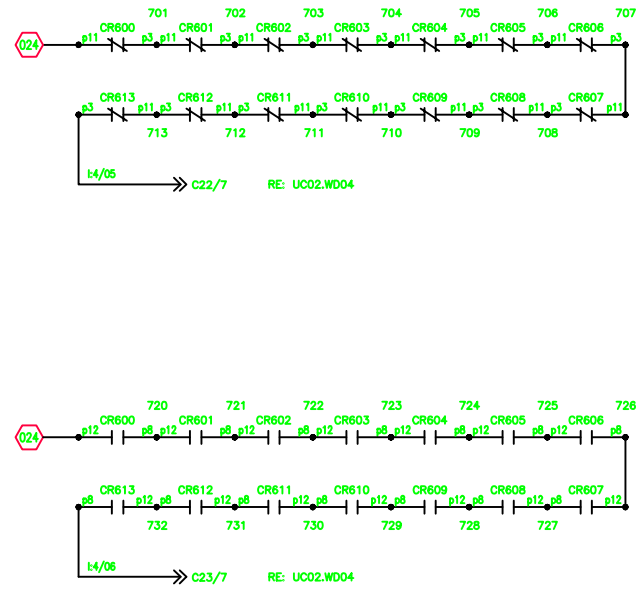 701 702 703 704 705 706 707
CR600 CR601 CR602 CR603 CR604 CR605 CR606
024 p11 p3 p11 p3 p11 p3 p11 p3 p11 p3 p11 p3 p11 p3
CR613 CR612 CR611 CR610 CR609 CR608 CR607
p3 p11 p3 p11 p3 p11 p3 p11 p3 p11 p3 p11 p3 p11
713 712 711 710 709 708
I:4/05
C22/7 RE: UC02.WD04
720 721 722 723 724 725 726
CR600 CR601 CR602 CR603 CR604 CR605 CR606
024 p12 p8 p12 p8 p12 p8 p12 p8 p12 p8 p12 p8 p12 p8
CR613 CR612 CR611 CR610 CR609 CR608 CR607
p8 p12 p8 p12 p8 p12 p8 p12 p8 p12 p8 p12 p8 p12
732 731 730 729 728 727
I:4/06
C23/7 RE: UC02.WD04